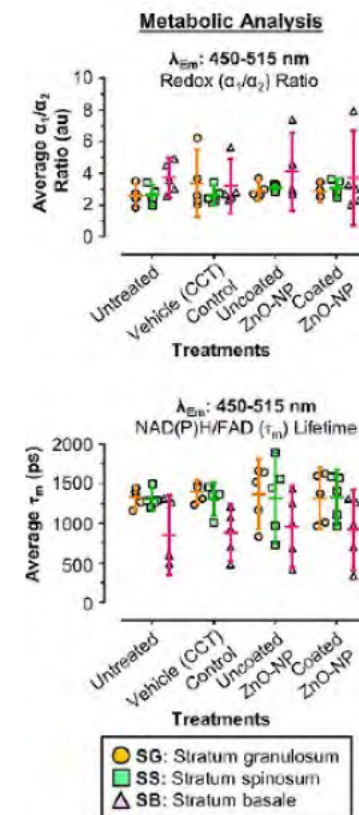 Metabolic Analysis
λEm: 450-515 nm
Redox (α1/α2) Ratio
Average α1/α2
Ratio (au)
10
8
6
4
2
0
Untreated
Vehicle (CCT)
Control
Uncoated
ZnO-NP
Coated
ZnO-NP
Treatments
λEm: 450-515 nm
NAD(P)H/FAD (τm) Lifetime
Average τm (ps)
2000
1500
1000
500
0
Untreated
Vehicle (CCT)
Control
Uncoated
ZnO-NP
Coated
ZnO-NP
Treatments
SG: Stratum granulosum
SS: Stratum spinosum
SB: Stratum basale